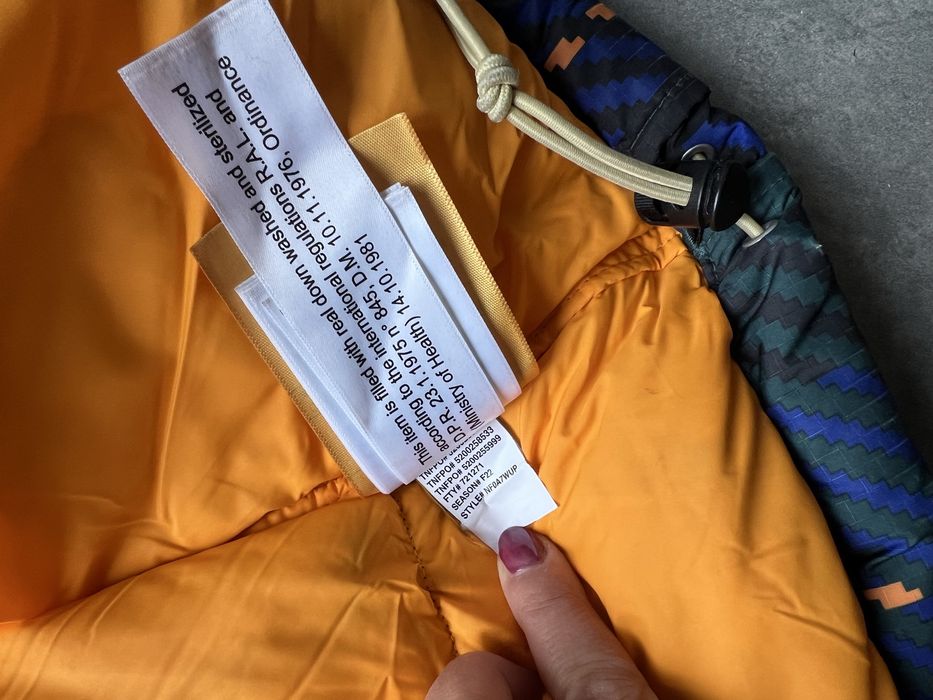 This item is filled with real down washed and sterilized
according to the international regulations R.A.L. and
D.P.R. 23.1.1975 n° 845, D.M. 10.11.1976, Ordinance
(Ministry of Health) 14.10.1981
TNFPO#
TNFPO# 5200258533
TNFPO# 5200255999
FTY# 721271
SEASON# F22
STYLE# NF0A7WUP